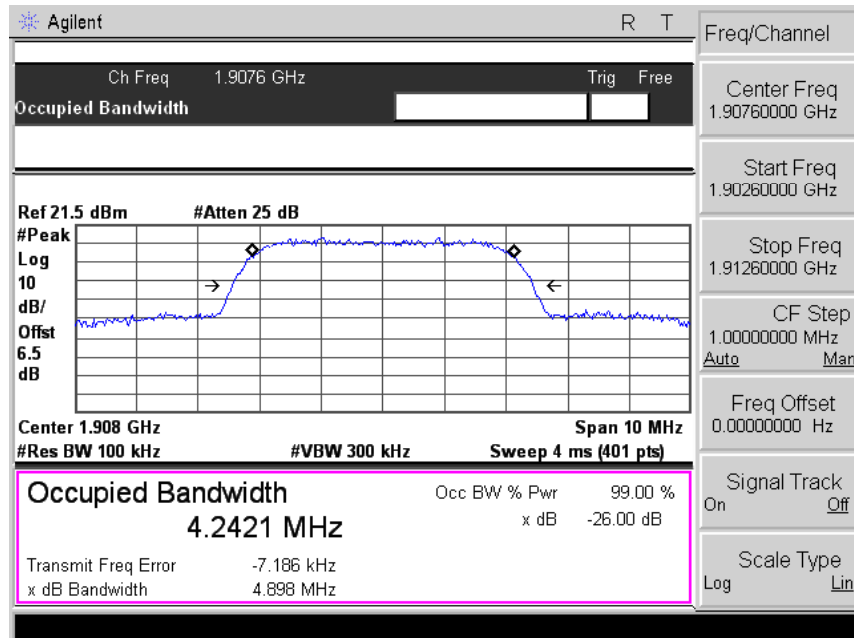 Agilent R T
Ch Freq 1.9076 GHz Trig Free
Occupied Bandwidth
Ref 21.5 dBm #Atten 25 dB
#Peak
Log
10
dB/
Offst
6.5
dB
Center 1.908 GHz Span 10 MHz
#Res BW 100 kHz #VBW 300 kHz Sweep 4 ms (401 pts)
Occupied Bandwidth Occ BW % Pwr 99.00 %
4.2421 MHz x dB -26.00 dB
Transmit Freq Error -7.186 kHz
x dB Bandwidth 4.898 MHz
Freq/Channel
Center Freq
1.90760000 GHz
Start Freq
1.90260000 GHz
Stop Freq
1.91260000 GHz
CF Step
1.00000000 MHz
Auto Man
Freq Offset
0.00000000 Hz
Signal Track
On Off
Scale Type
Log Lin